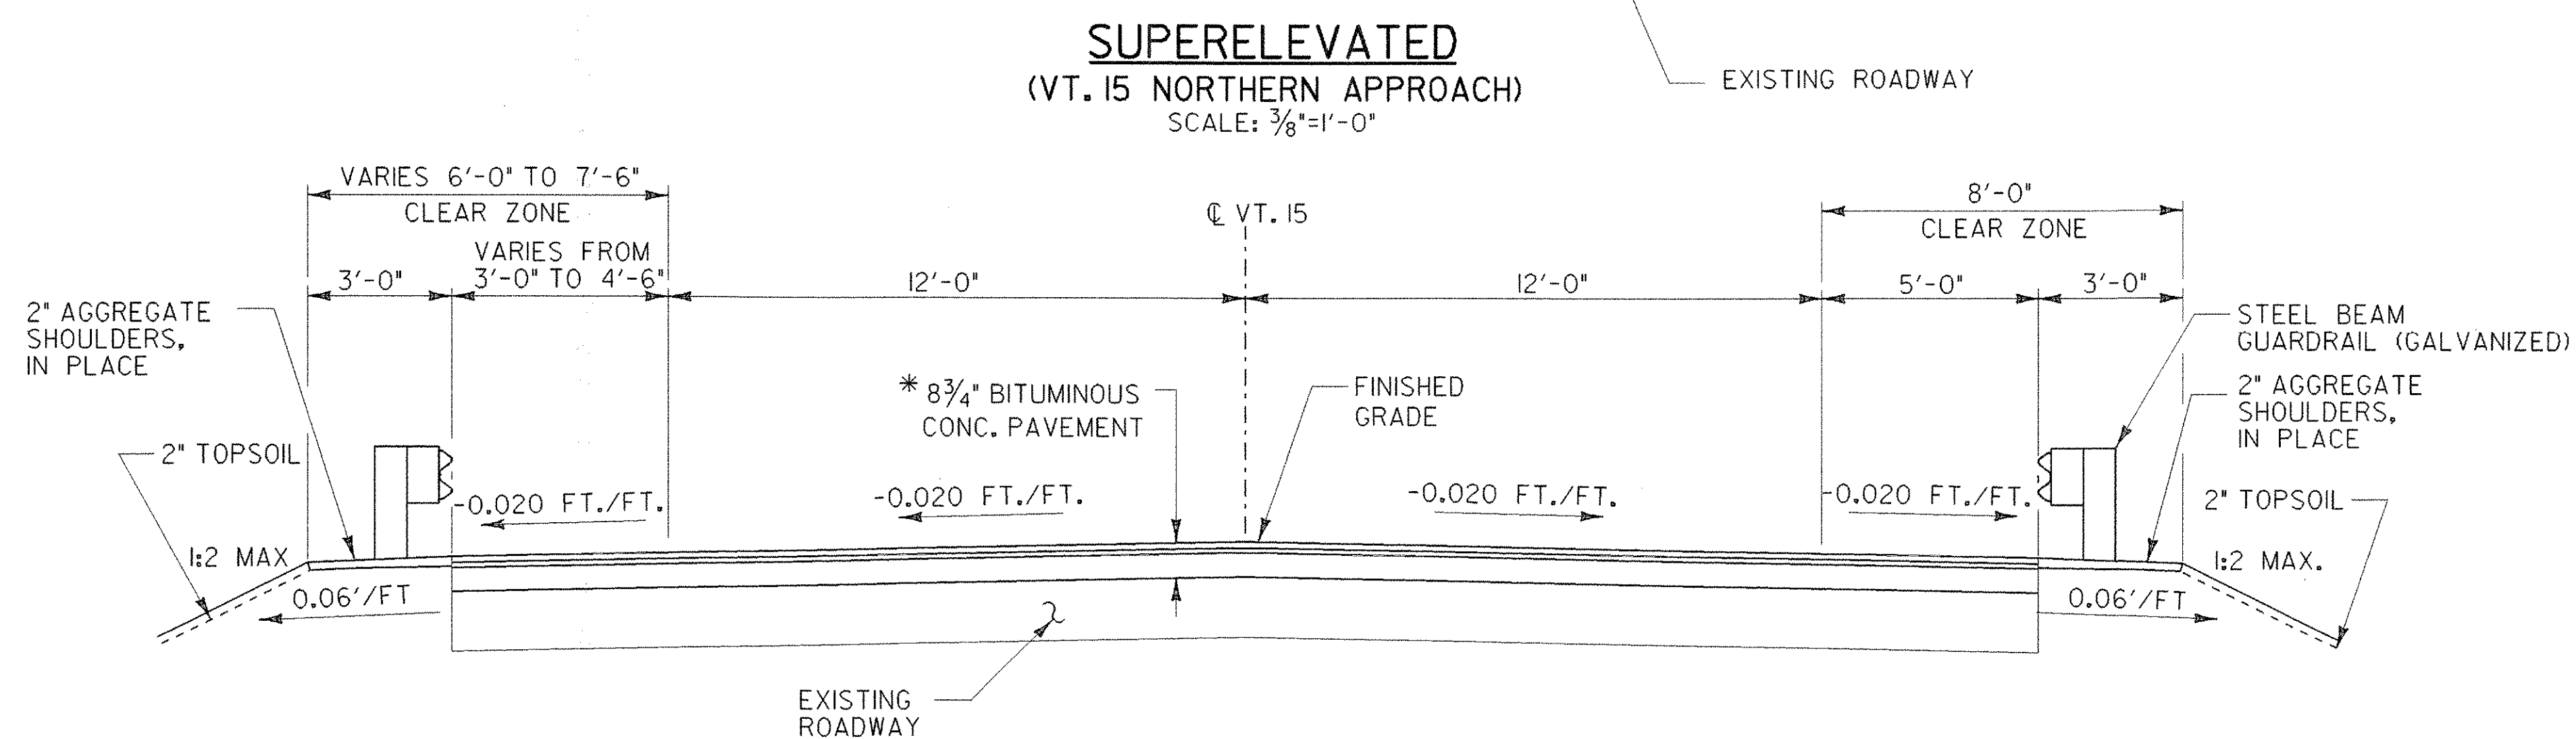 SUPERELEVATED
(VT. 15 NORTHERN APPROACH)
SCALE: 3/8"=1'-0"
EXISTING ROADWAY
VARIES 6'-0" TO 7'-6"
CLEAR ZONE
VARIES FROM
3'-0"
3'-0" TO 4'-6"
12'-0"
℄ VT. 15
12'-0"
8'-0"
CLEAR ZONE
5'-0"
3'-0"
2" AGGREGATE
SHOULDERS,
IN PLACE
* 8 3/4" BITUMINOUS
CONC. PAVEMENT
FINISHED
GRADE
STEEL BEAM
GUARDRAIL (GALVANIZED)
2" AGGREGATE
SHOULDERS,
IN PLACE
2" TOPSOIL
-0.020 FT./FT.
-0.020 FT./FT.
-0.020 FT./FT.
-0.020 FT./FT.
2" TOPSOIL
1:2 MAX
1:2 MAX.
0.06'/FT
0.06'/FT
EXISTING
ROADWAY